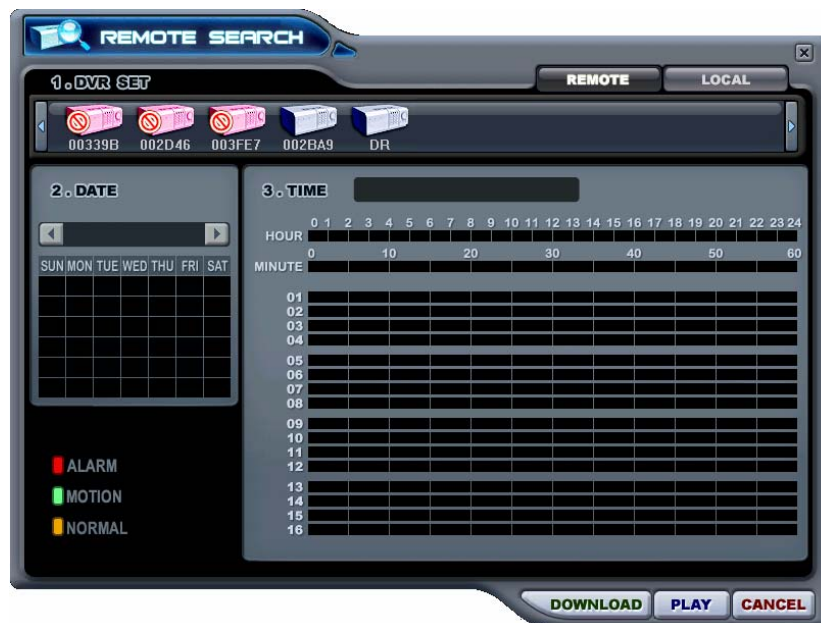 REMOTE SEARCH
1. DVR SET
REMOTE LOCAL
00339B 002D46 003FE7 002BA9 DR
2. DATE
SUN MON TUE WED THU FRI SAT
3. TIME
0 1 2 3 4 5 6 7 8 9 10 11 12 13 14 15 16 17 18 19 20 21 22 23 24
HOUR
0 10 20 30 40 50 60
MINUTE
01
02
03
04
05
06
07
08
09
10
11
12
13
14
15
16
ALARM
MOTION
NORMAL
DOWNLOAD PLAY CANCEL